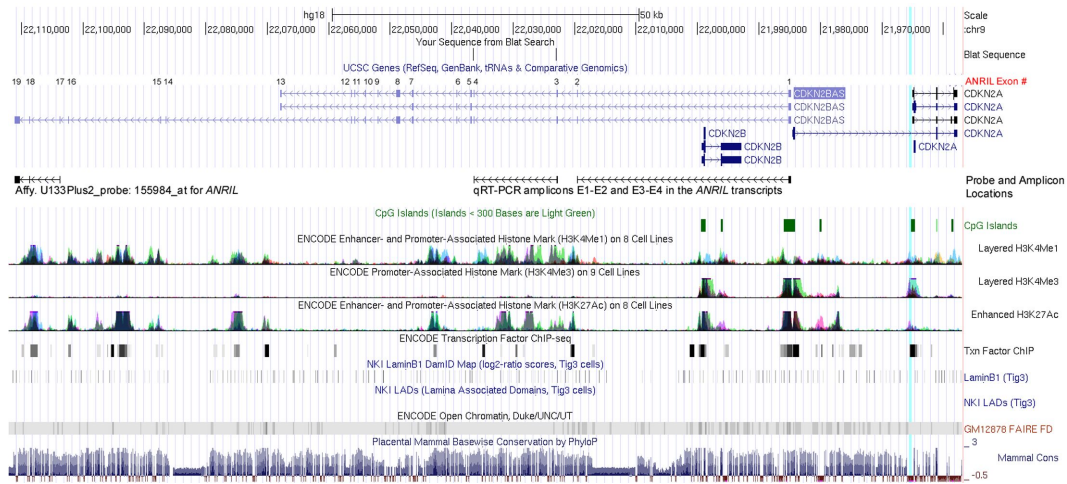 hg18 50 kb Scale
22,110,000 22,100,000 22,090,000 22,080,000 22,070,000 22,060,000 22,050,000 22,040,000 22,030,000 22,020,000 22,010,000 22,000,000 21,990,000 21,980,000 21,970,000 :chr9
Your Sequence from Blat Search
Blat Sequence
UCSC Genes (RefSeq, GenBank, tRNAs & Comparative Genomics)
19 18 17 16 15 14 13 12 11 10 9 8 7 6 5 4 3 2 1 ANRIL Exon #
CDKN2BAS CDKN2A
CDKN2BAS CDKN2A
CDKN2BAS CDKN2A
CDKN2B CDKN2A
CDKN2B CDKN2A
CDKN2B
Affy. U133Plus2_probe: 155984_at for ANRIL qRT-PCR amplicons E1-E2 and E3-E4 in the ANRIL transcripts Probe and Amplicon
Locations
CpG Islands (Islands < 300 Bases are Light Green)
CpG Islands
ENCODE Enhancer- and Promoter-Associated Histone Mark (H3K4Me1) on 8 Cell Lines
Layered H3K4Me1
ENCODE Promoter-Associated Histone Mark (H3K4Me3) on 9 Cell Lines
Layered H3K4Me3
ENCODE Enhancer- and Promoter-Associated Histone Mark (H3K27Ac) on 8 Cell Lines
Enhanced H3K27Ac
ENCODE Transcription Factor ChIP-seq
Txn Factor ChIP
NKI LaminB1 DamID Map (log2-ratio scores, Tig3 cells)
LaminB1 (Tig3)
NKI LADs (Lamina Associated Domains, Tig3 cells)
NKI LADs (Tig3)
ENCODE Open Chromatin, Duke/UNC/UT
GM12878 FAIRE FD
Placental Mammal Basewise Conservation by PhyloP
3
Mammal Cons
-0.5